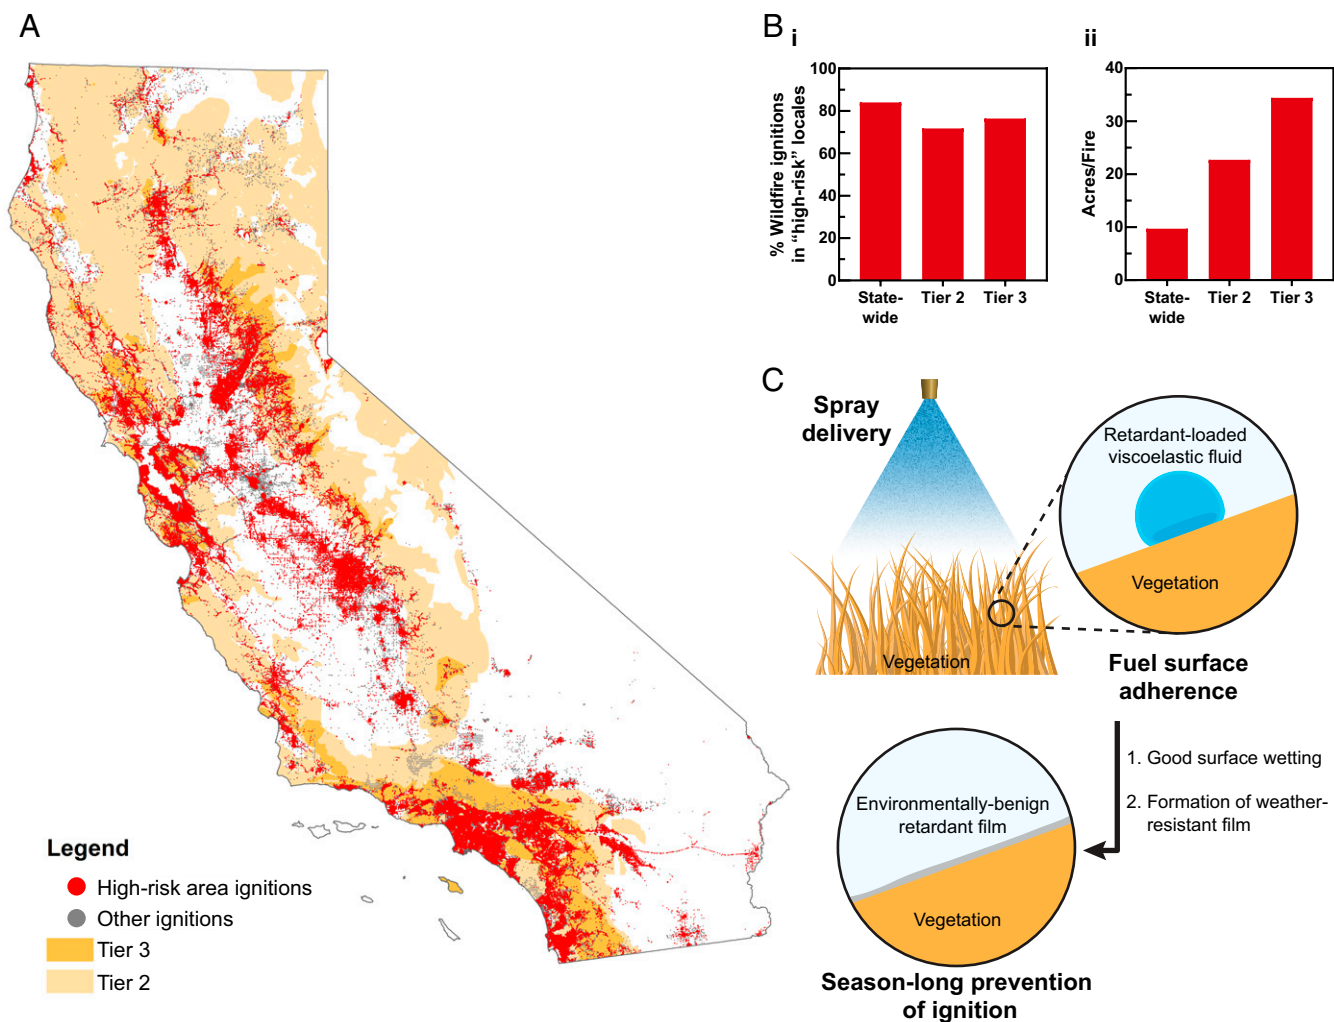 A
Legend
High-risk area ignitions
Other ignitions
Tier 3
Tier 2
B
i
% Wildfire ignitions
in “high-risk” locales
100
80
60
40
20
0
State-
wide
Tier 2
Tier 3
ii
Acres/Fire
40
30
20
10
0
State-
wide
Tier 2
Tier 3
C
Spray
delivery
Vegetation
Retardant-loaded
viscoelastic fluid
Vegetation
Fuel surface
adherence
1. Good surface wetting
2. Formation of weather-
resistant film
Environmentally-benign
retardant film
Vegetation
Season-long prevention
of ignition